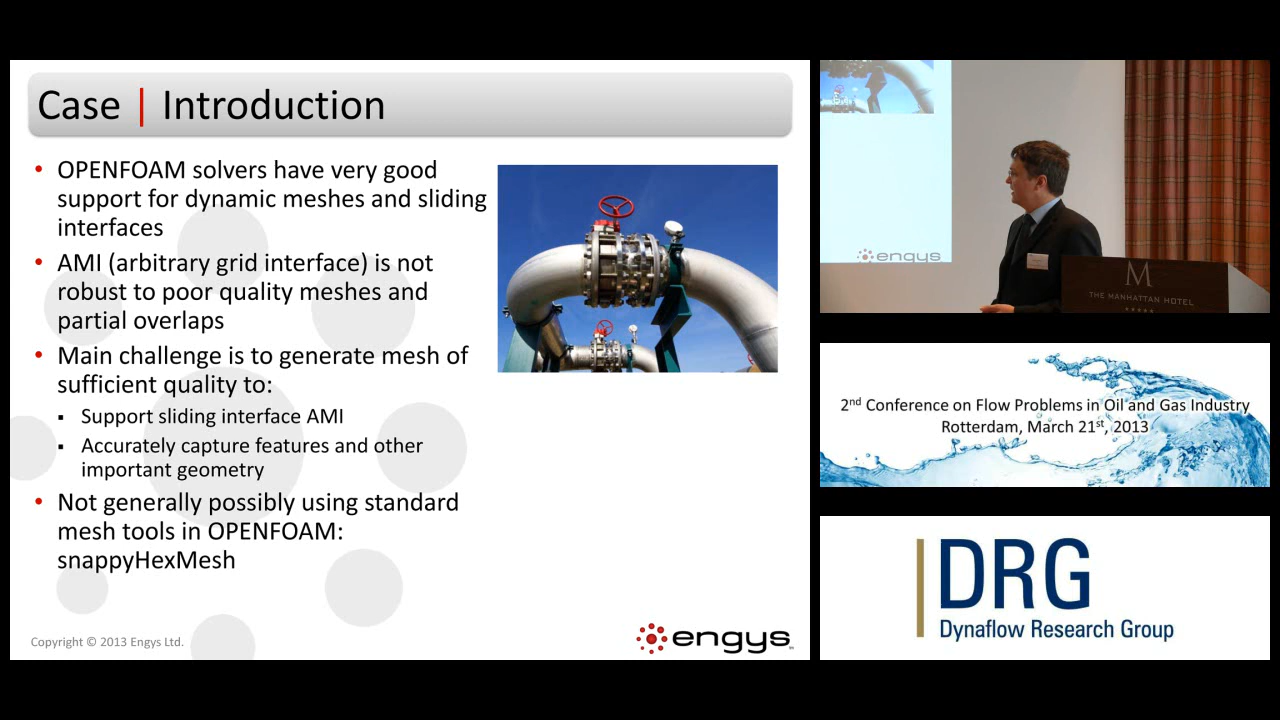 Case | Introduction
• OPENFOAM solvers have very good
support for dynamic meshes and sliding
interfaces
• AMI (arbitrary grid interface) is not
robust to poor quality meshes and
partial overlaps
• Main challenge is to generate mesh of
sufficient quality to:
▪ Support sliding interface AMI
▪ Accurately capture features and other
important geometry
• Not generally possibly using standard
mesh tools in OPENFOAM:
snappyHexMesh
Copyright © 2013 Engys Ltd.
engys
engys
M
THE MANHATTAN HOTEL
2nd Conference on Flow Problems in Oil and Gas Industry
Rotterdam, March 21st, 2013
DRG
Dynaflow Research Group